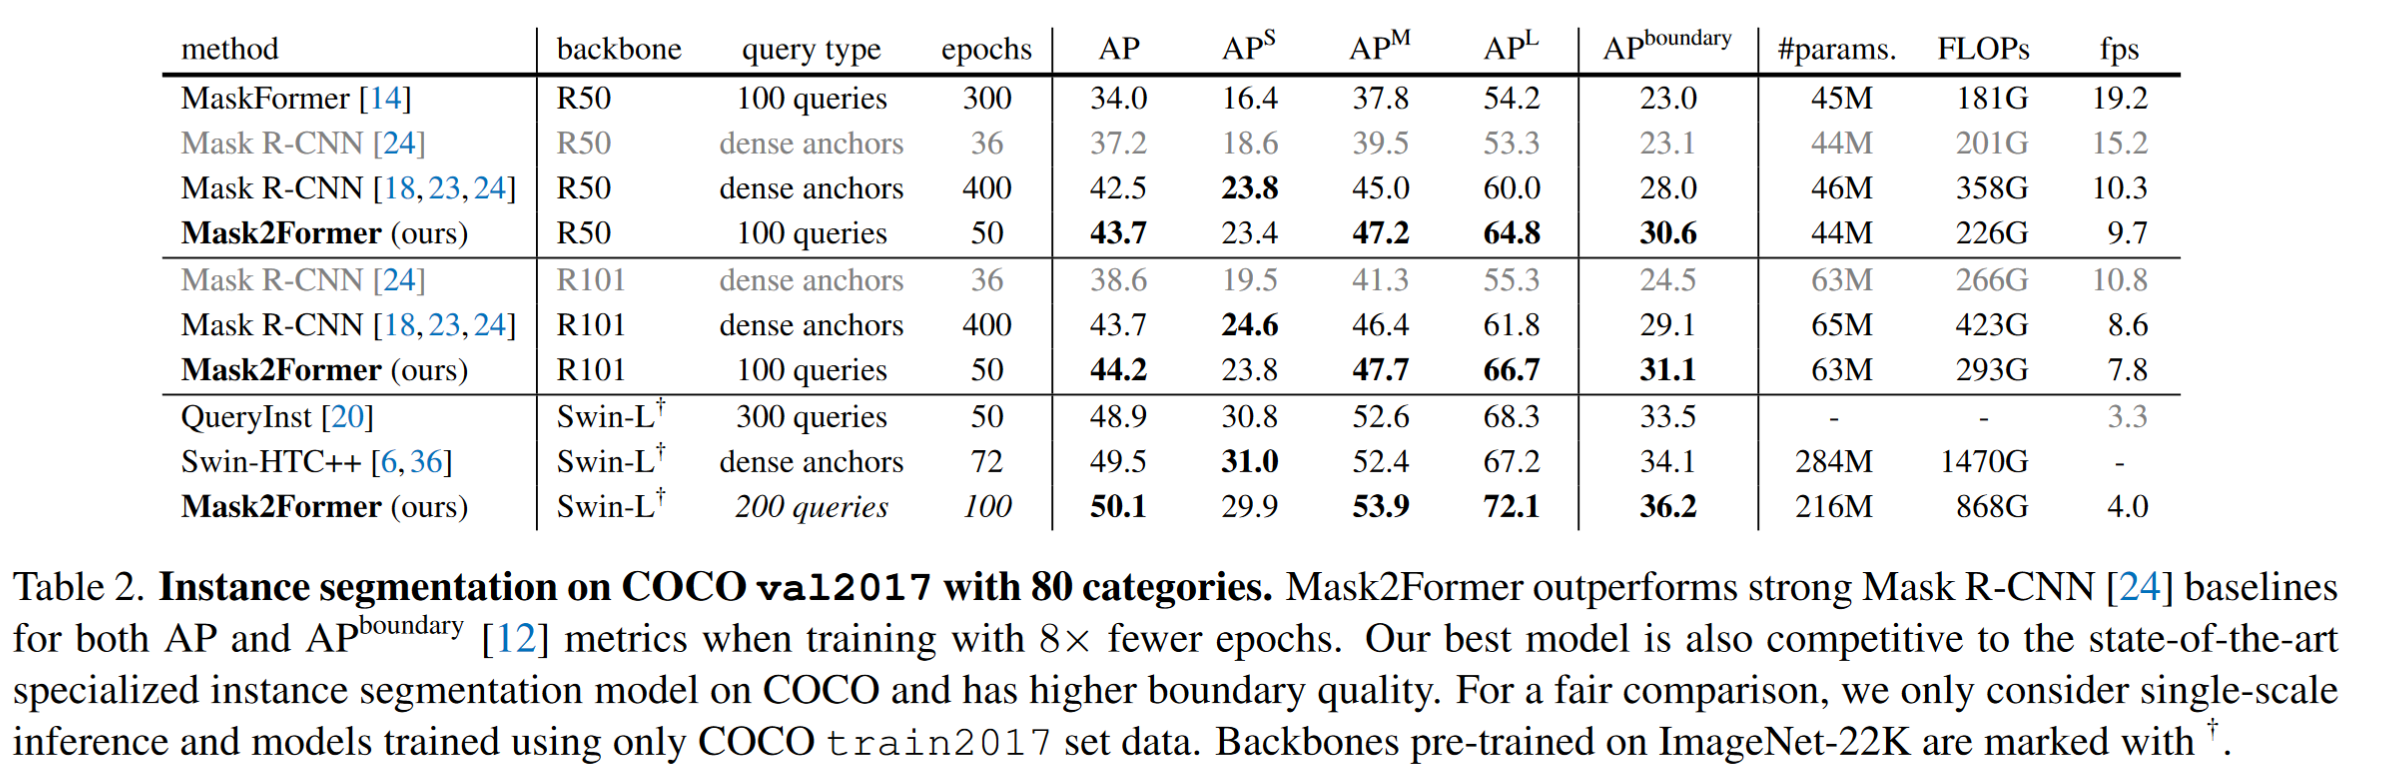 method backbone query type epochs AP AP^S AP^M AP^L AP^boundary #params. FLOPs fps
MaskFormer [14] R50 100 queries 300 34.0 16.4 37.8 54.2 23.0 45M 181G 19.2
Mask R-CNN [24] R50 dense anchors 36 37.2 18.6 39.5 53.3 23.1 44M 201G 15.2
Mask R-CNN [18, 23, 24] R50 dense anchors 400 42.5 23.8 45.0 60.0 28.0 46M 358G 10.3
Mask2Former (ours) R50 100 queries 50 43.7 23.4 47.2 64.8 30.6 44M 226G 9.7
Mask R-CNN [24] R101 dense anchors 36 38.6 19.5 41.3 55.3 24.5 63M 266G 10.8
Mask R-CNN [18, 23, 24] R101 dense anchors 400 43.7 24.6 46.4 61.8 29.1 65M 423G 8.6
Mask2Former (ours) R101 100 queries 50 44.2 23.8 47.7 66.7 31.1 63M 293G 7.8
QueryInst [20] Swin-L† 300 queries 50 48.9 30.8 52.6 68.3 33.5 - - 3.3
Swin-HTC++ [6, 36] Swin-L† dense anchors 72 49.5 31.0 52.4 67.2 34.1 284M 1470G -
Mask2Former (ours) Swin-L† 200 queries 100 50.1 29.9 53.9 72.1 36.2 216M 868G 4.0
Table 2. Instance segmentation on COCO val2017 with 80 categories. Mask2Former outperforms strong Mask R-CNN [24] baselines
for both AP and AP^boundary [12] metrics when training with 8× fewer epochs. Our best model is also competitive to the state-of-the-art
specialized instance segmentation model on COCO and has higher boundary quality. For a fair comparison, we only consider single-scale
inference and models trained using only COCO train2017 set data. Backbones pre-trained on ImageNet-22K are marked with †.